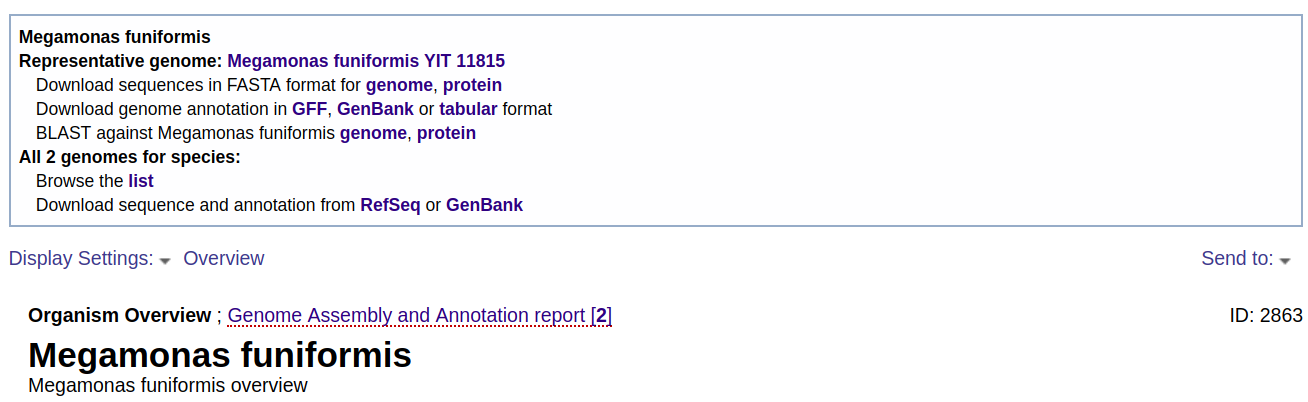 Megamonas funiformis
Representative genome: Megamonas funiformis YIT 11815
Download sequences in FASTA format for genome, protein
Download genome annotation in GFF, GenBank or tabular format
BLAST against Megamonas funiformis genome, protein
All 2 genomes for species:
Browse the list
Download sequence and annotation from RefSeq or GenBank
Display Settings: Overview Send to:
Organism Overview ; Genome Assembly and Annotation report [2] ID: 2863
Megamonas funiformis
Megamonas funiformis overview